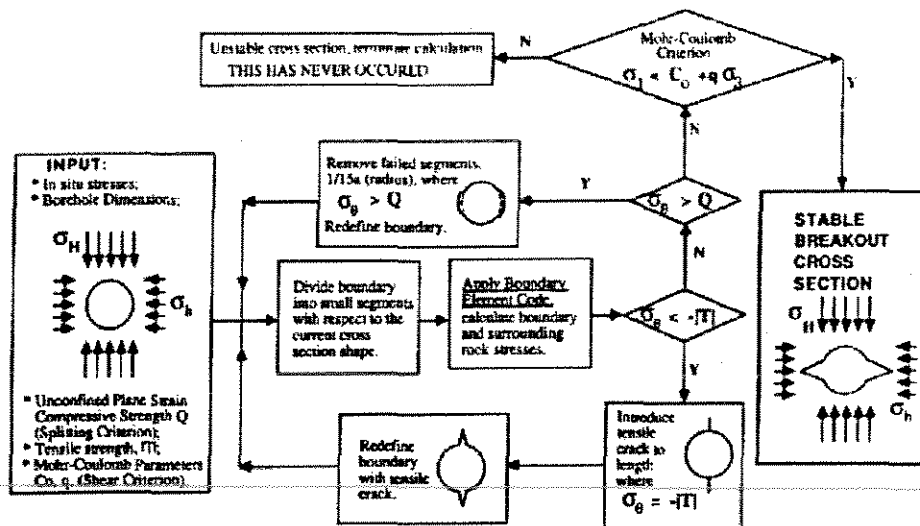 Unstable cross section, terminate calculation
THIS HAS NEVER OCCURED
N
Mohr-Coulomb
Criterion
σ1 < Co + q σ3
Y
N
INPUT:
* In situ stresses;
* Borehole Dimensions;
σH
σh
* Unconfined Plane Strain
Compressive Strength Q
(Splitting Criterion);
* Tensile strength, |T|;
* Mohr-Coulomb Parameters
Co, q. (Shear Criterion)
Remove failed segments,
1/15a (radius), where
σθ > Q
Redefine boundary.
Y
σθ > Q
N
Divide boundary
into small segments
with respect to the
current cross
section shape.
Apply Boundary
Element Code,
calculate boundary
and surrounding
rock stresses.
σθ < -|T|
Y
Redefine
boundary
with tensile
crack.
Introduce
tensile
crack to
length:
where
σθ = -|T|
STABLE
BREAKOUT
CROSS
SECTION
σH
σh